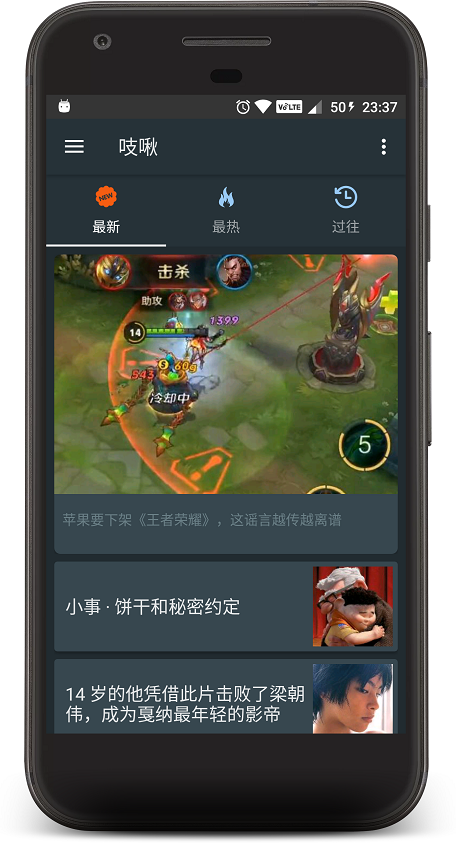 VoLTE 50 23:37
吱啾
NEW
最新 最热 过往
击杀
助攻
1399
14
543 60g
冷却中
5
苹果要下架《王者荣耀》，这谣言越传越离谱
小事 · 饼干和秘密约定
14 岁的他凭借此片击败了梁朝
伟，成为戛纳最年轻的影帝